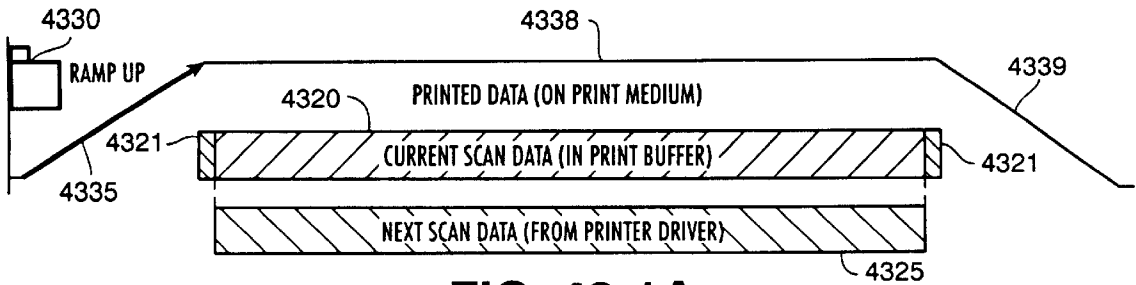 4330
4338
RAMP UP
4339
PRINTED DATA (ON PRINT MEDIUM)
4320
4321
CURRENT SCAN DATA (IN PRINT BUFFER)
4321
4335
NEXT SCAN DATA (FROM PRINTER DRIVER)
4325